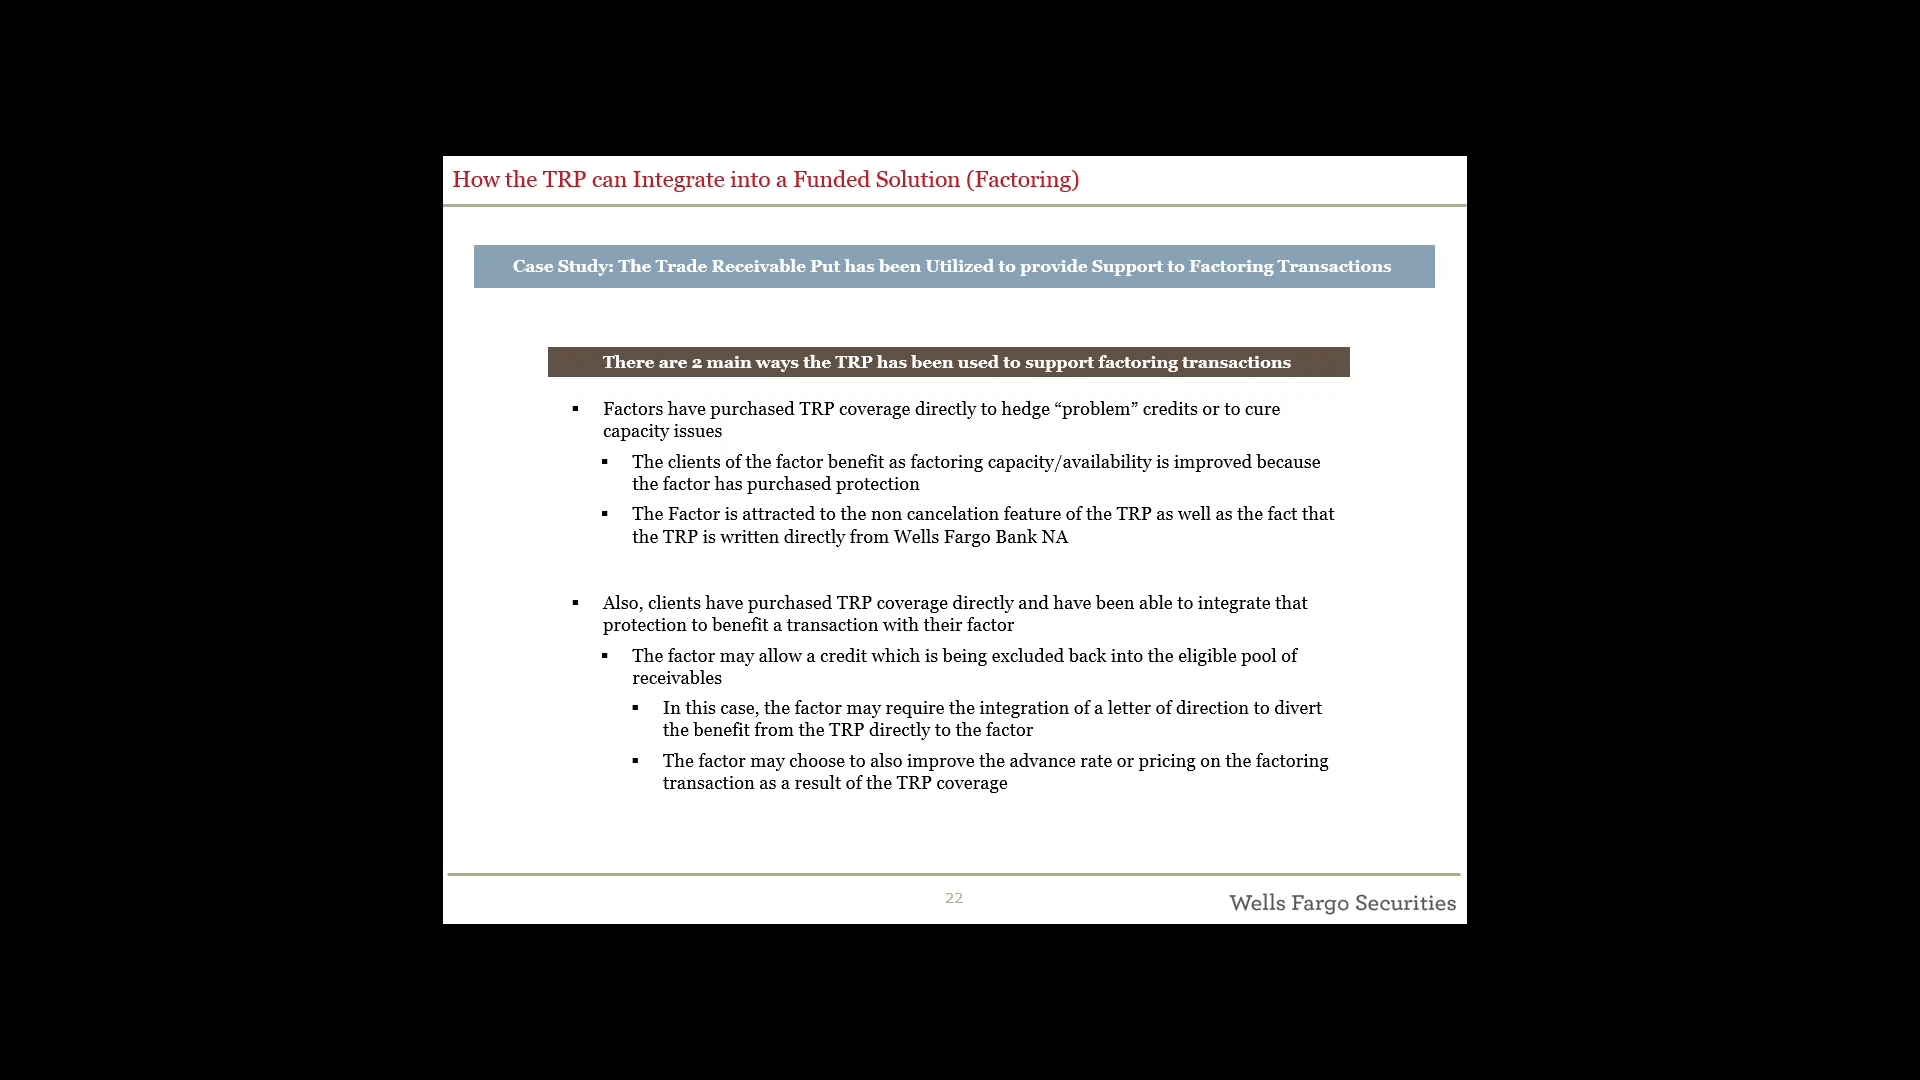 How the TRP can Integrate into a Funded Solution (Factoring)
Case Study: The Trade Receivable Put has been Utilized to provide Support to Factoring Transactions
There are 2 main ways the TRP has been used to support factoring transactions
▪ Factors have purchased TRP coverage directly to hedge “problem” credits or to cure
capacity issues
▪ The clients of the factor benefit as factoring capacity/availability is improved because
the factor has purchased protection
▪ The Factor is attracted to the non cancelation feature of the TRP as well as the fact that
the TRP is written directly from Wells Fargo Bank NA
▪ Also, clients have purchased TRP coverage directly and have been able to integrate that
protection to benefit a transaction with their factor
▪ The factor may allow a credit which is being excluded back into the eligible pool of
receivables
▪ In this case, the factor may require the integration of a letter of direction to divert
the benefit from the TRP directly to the factor
▪ The factor may choose to also improve the advance rate or pricing on the factoring
transaction as a result of the TRP coverage
22
Wells Fargo Securities